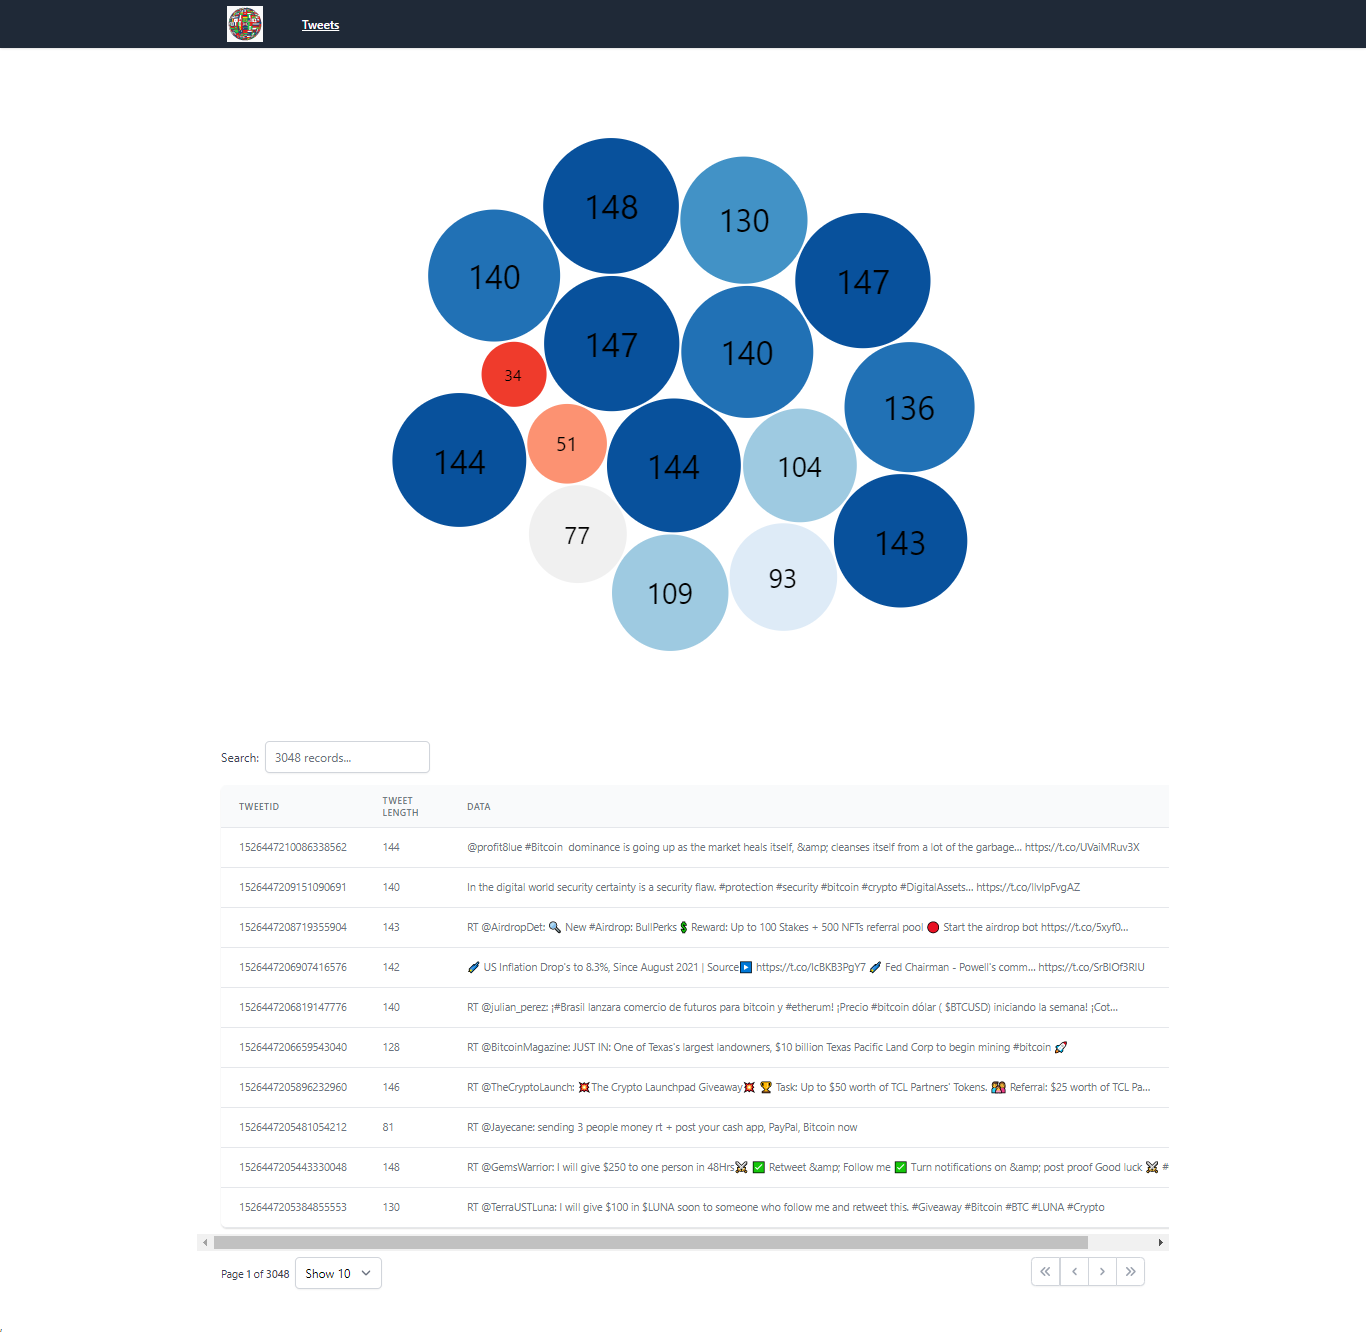 Tweets
148
130
140
147
147
140
34
136
51
144
144
104
77
143
109
93
Search: 3048 records...
TWEETID TWEET LENGTH DATA
1526447210086338562 144 @profit8lue #Bitcoin  dominance is going up as the market heals itself, &amp; cleanses itself from a lot of the garbage... https://t.co/UVaiMRuv3X
1526447209151090691 140 In the digital world security certainty is a security flaw. #protection #security #bitcoin #crypto #DigitalAssets... https://t.co/IIvIpFvgAZ
1526447208719355904 143 RT @AirdropDet: 🔍 New #Airdrop: BullPerks💲Reward: Up to 100 Stakes + 500 NFTs referral pool 🔴 Start the airdrop bot https://t.co/5xyf0...
1526447206907416576 142 US Inflation Drop's to 8.3%, Since August 2021 | Source▶️ https://t.co/lcBKB3PgY7 Fed Chairman - Powell's comm... https://t.co/SrBIOf3RIU
1526447206819147776 140 RT @julian_perez: ¡#Brasil lanzara comercio de futuros para bitcoin y #etherum! ¡Precio #bitcoin dólar ( $BTCUSD) iniciando la semana! ¡Cot...
1526447206659543040 128 RT @BitcoinMagazine: JUST IN: One of Texas's largest landowners, $10 billion Texas Pacific Land Corp to begin mining #bitcoin 🚀
1526447205896232960 146 RT @TheCryptoLaunch: 💥The Crypto Launchpad Giveaway💥 🏆 Task: Up to $50 worth of TCL Partners' Tokens. 👫 Referral: $25 worth of TCL Pa...
1526447205481054212 81 RT @Jayecane: sending 3 people money rt + post your cash app, PayPal, Bitcoin now
1526447205443330048 148 RT @GemsWarrior: I will give $250 to one person in 48Hrs⚔️ ✅ Retweet &amp; Follow me ✅ Turn notifications on &amp; post proof Good luck ⚔️ #
1526447205384855553 130 RT @TerraUSTLuna: I will give $100 in $LUNA soon to someone who follow me and retweet this. #Giveaway #Bitcoin #BTC #LUNA #Crypto
Page 1 of 3048 Show 10